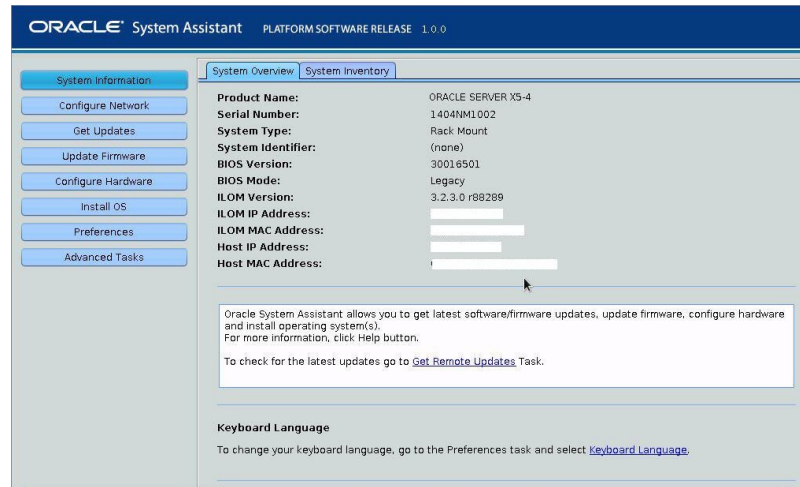 ORACLE System Assistant PLATFORM SOFTWARE RELEASE 1.0.0
System Information
Configure Network
Get Updates
Update Firmware
Configure Hardware
Install OS
Preferences
Advanced Tasks
System Overview System Inventory
Product Name: ORACLE SERVER X5-4
Serial Number: 1404NM1002
System Type: Rack Mount
System Identifier: (none)
BIOS Version: 30016501
BIOS Mode: Legacy
ILOM Version: 3.2.3.0 r88289
ILOM IP Address:
ILOM MAC Address:
Host IP Address:
Host MAC Address:
Oracle System Assistant allows you to get latest software/firmware updates, update firmware, configure hardware
and install operating system(s).
For more information, click Help button.
To check for the latest updates go to Get Remote Updates Task.
Keyboard Language
To change your keyboard language, go to the Preferences task and select Keyboard Language.